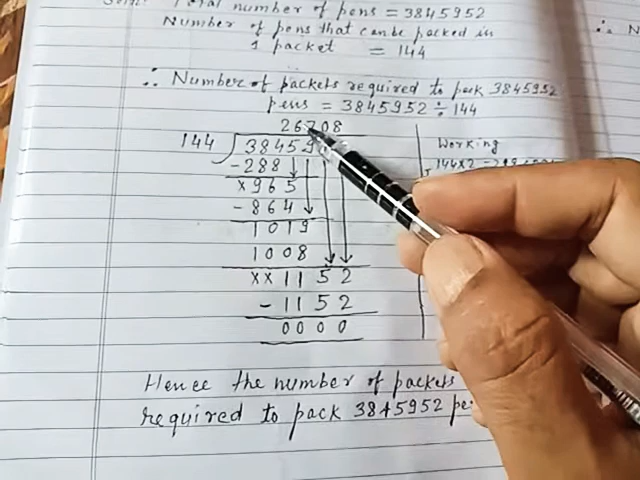 Total number of pens = 3845952
Number of pens that can be packed in
1 packet = 144
∴ Number of packets required to pack 3845952
pens = 3845952 ÷ 144
26708
144 38459
-288
x965
-864
1019
1008
xx1152
-1152
0000
Working
144x2 =
Hence the number of packets
required to pack 3845952
∴ N